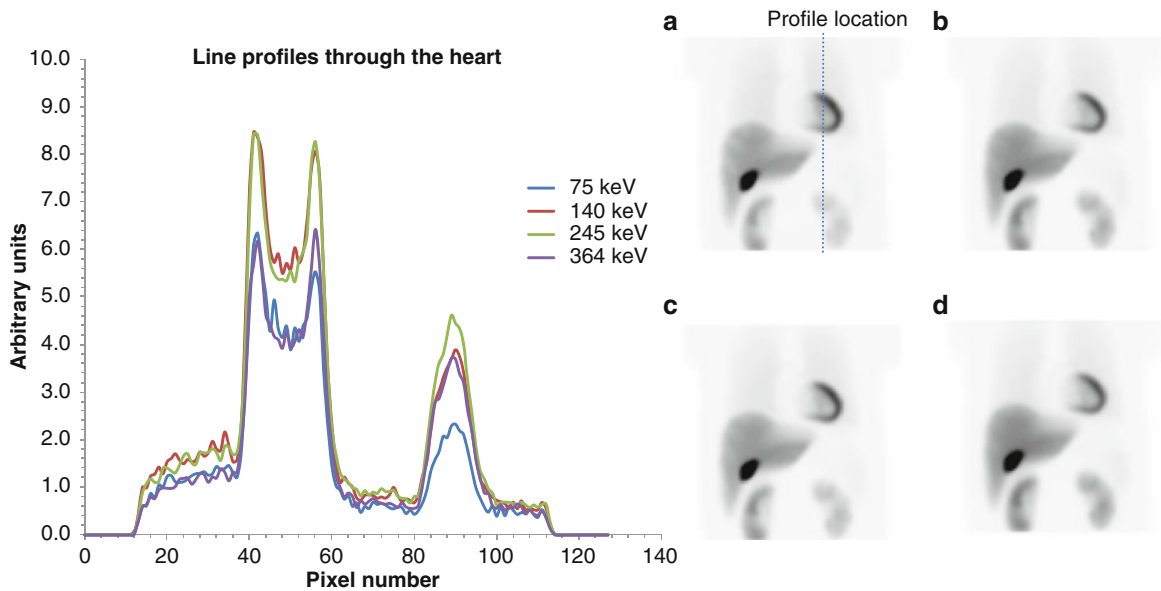 Line profiles through the heart
10.0
9.0
8.0
7.0
6.0
5.0
4.0
3.0
2.0
1.0
0.0
Arbitrary units
0
20
40
60
80
100
120
140
Pixel number
75 keV
140 keV
245 keV
364 keV
a
Profile location
b
c
d